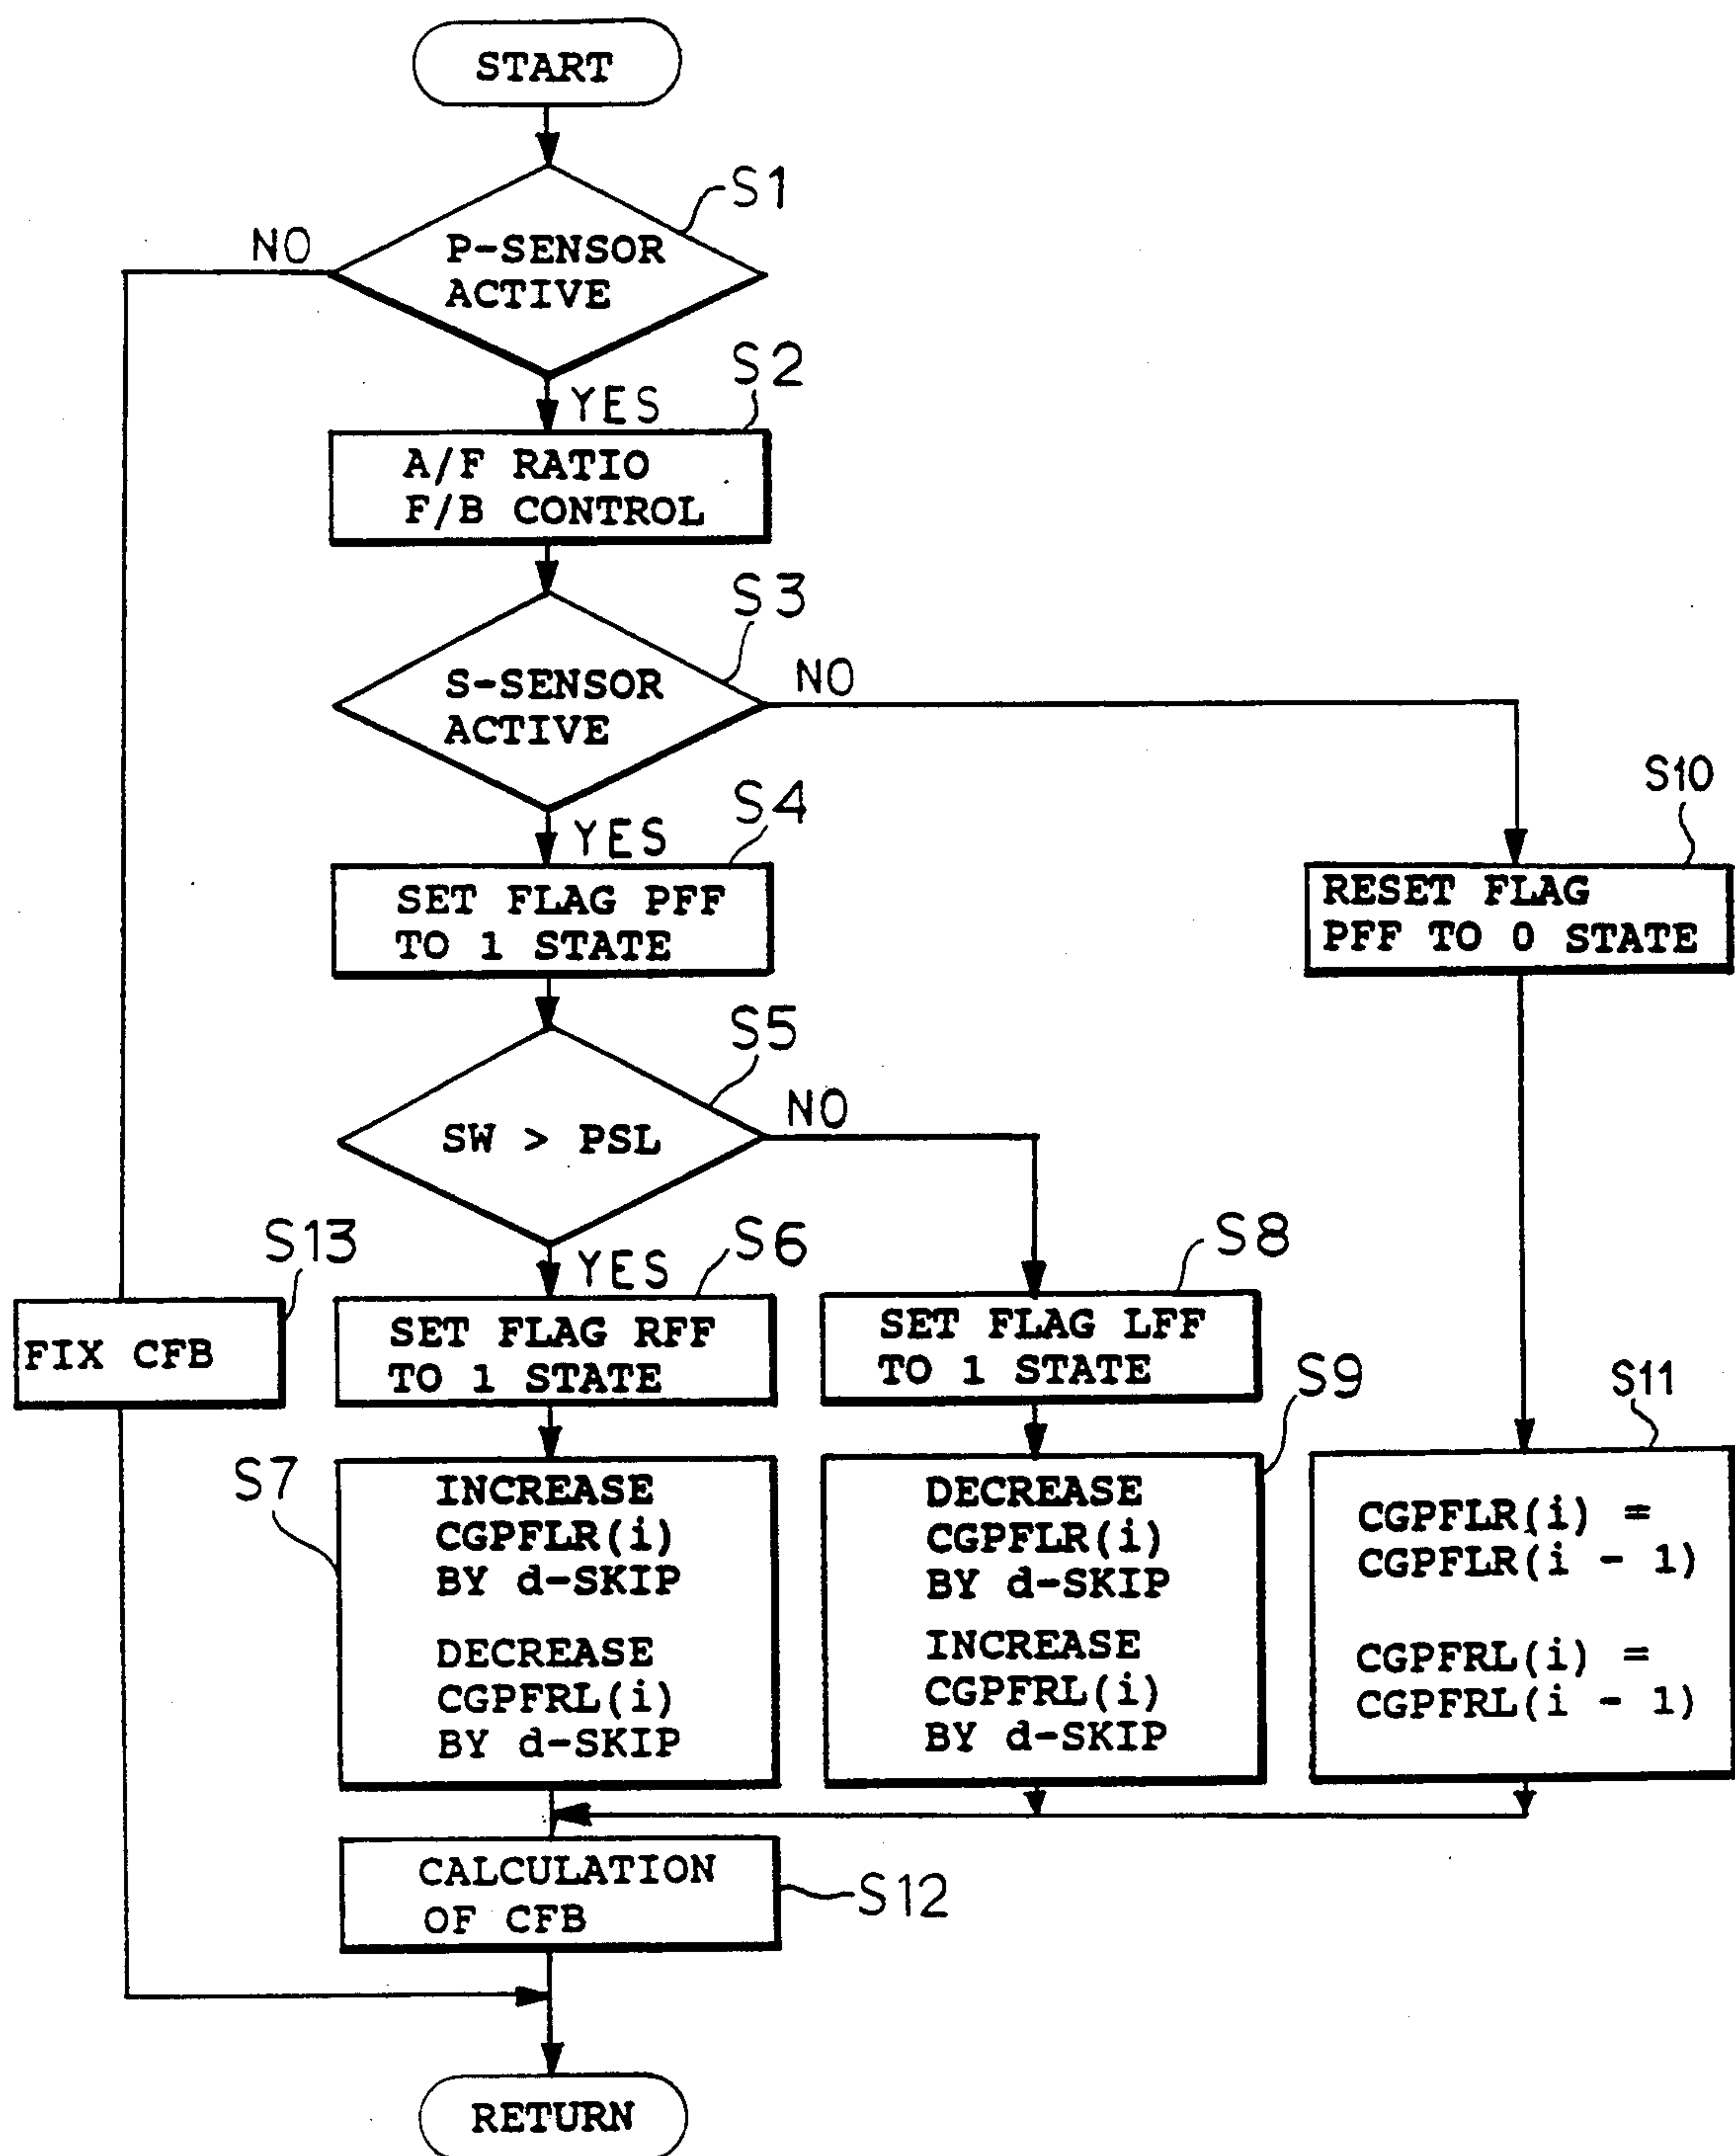 START
S1
NO
P-SENSOR
ACTIVE
S2
YES
A/F RATIO
F/B CONTROL
S3
S-SENSOR
ACTIVE
NO
S4
YES
S10
SET FLAG PFF
TO 1 STATE
RESET FLAG
PFF TO 0 STATE
S5
NO
SW > PSL
S13
S6
S8
YES
FIX CFB
SET FLAG RFF
TO 1 STATE
SET FLAG LFF
TO 1 STATE
S9
S11
S7
INCREASE
CGPFLR(i)
BY d-SKIP
DECREASE
CGPFRL(i)
BY d-SKIP
DECREASE
CGPFLR(i)
BY d-SKIP
INCREASE
CGPFRL(i)
BY d-SKIP
CGPFLR(i) =
CGPFLR(i - 1)
CGPFRL(i) =
CGPFRL(i - 1)
CALCULATION
OF CFB
S12
RETURN